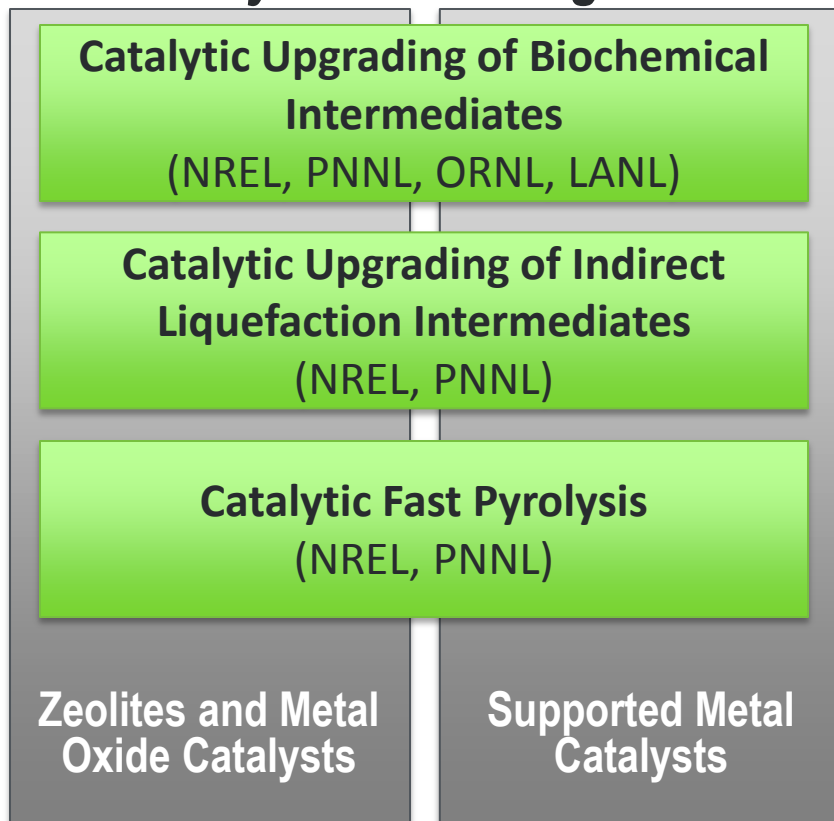 Catalytic Upgrading of Biochemical
Intermediates
(NREL, PNNL, ORNL, LANL)
Catalytic Upgrading of Indirect
Liquefaction Intermediates
(NREL, PNNL)
Catalytic Fast Pyrolysis
(NREL, PNNL)
Zeolites and Metal
Oxide Catalysts
Supported Metal
Catalysts